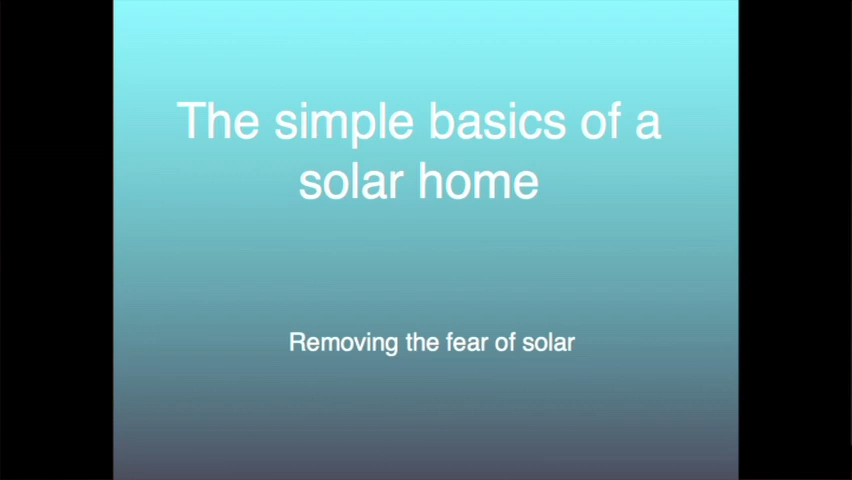 The simple basics of a
solar home
Removing the fear of solar